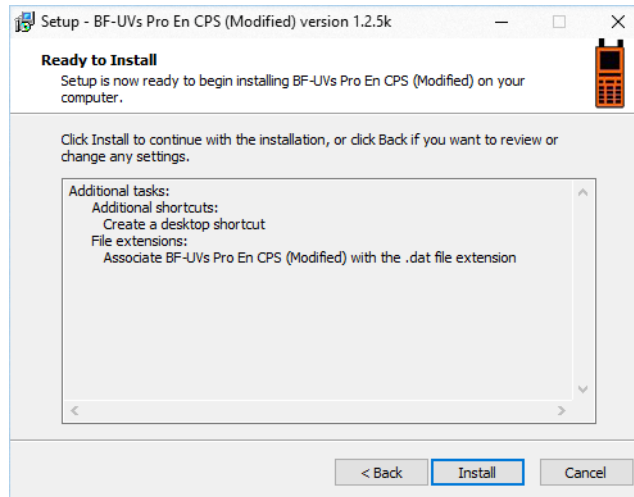 Setup - BF-UVs Pro En CPS (Modified) version 1.2.5k
Ready to Install
Setup is now ready to begin installing BF-UVs Pro En CPS (Modified) on your
computer.
Click Install to continue with the installation, or click Back if you want to review or
change any settings.
Additional tasks:
Additional shortcuts:
Create a desktop shortcut
File extensions:
Associate BF-UVs Pro En CPS (Modified) with the .dat file extension
< Back
Install
Cancel